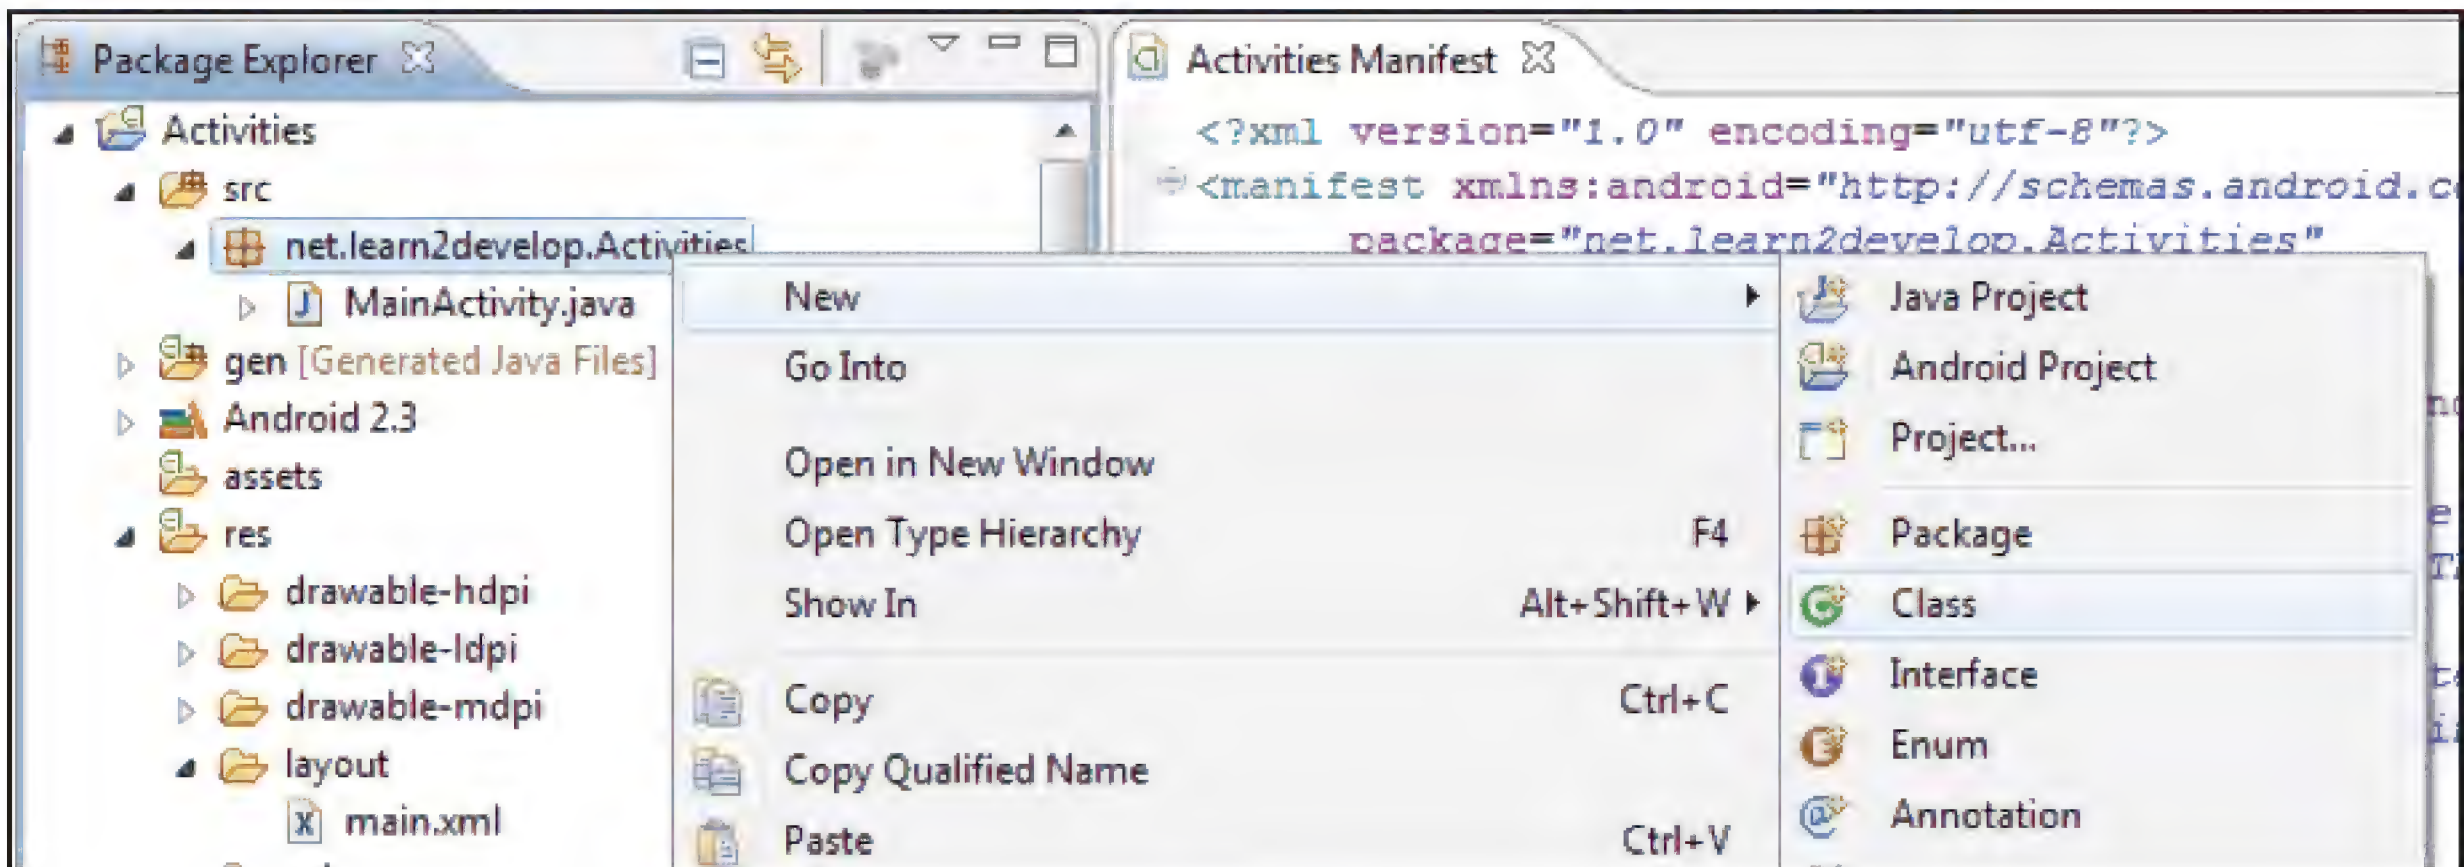 Package Explorer
Activities
src
net.learn2develop.Activities
MainActivity.java
gen [Generated Java Files]
Android 2.3
assets
res
drawable-hdpi
drawable-ldpi
drawable-mdpi
layout
main.xml
Activities Manifest
<?xml version="1.0" encoding="utf-8"?>
<manifest xmlns:android="http://schemas.android.c
package="net.learn2develop.Activities"
New
Go Into
Open in New Window
Open Type Hierarchy F4
Show In Alt+Shift+W
Copy Ctrl+C
Copy Qualified Name
Paste Ctrl+V
Java Project
Android Project
Project...
Package
Class
Interface
Enum
Annotation